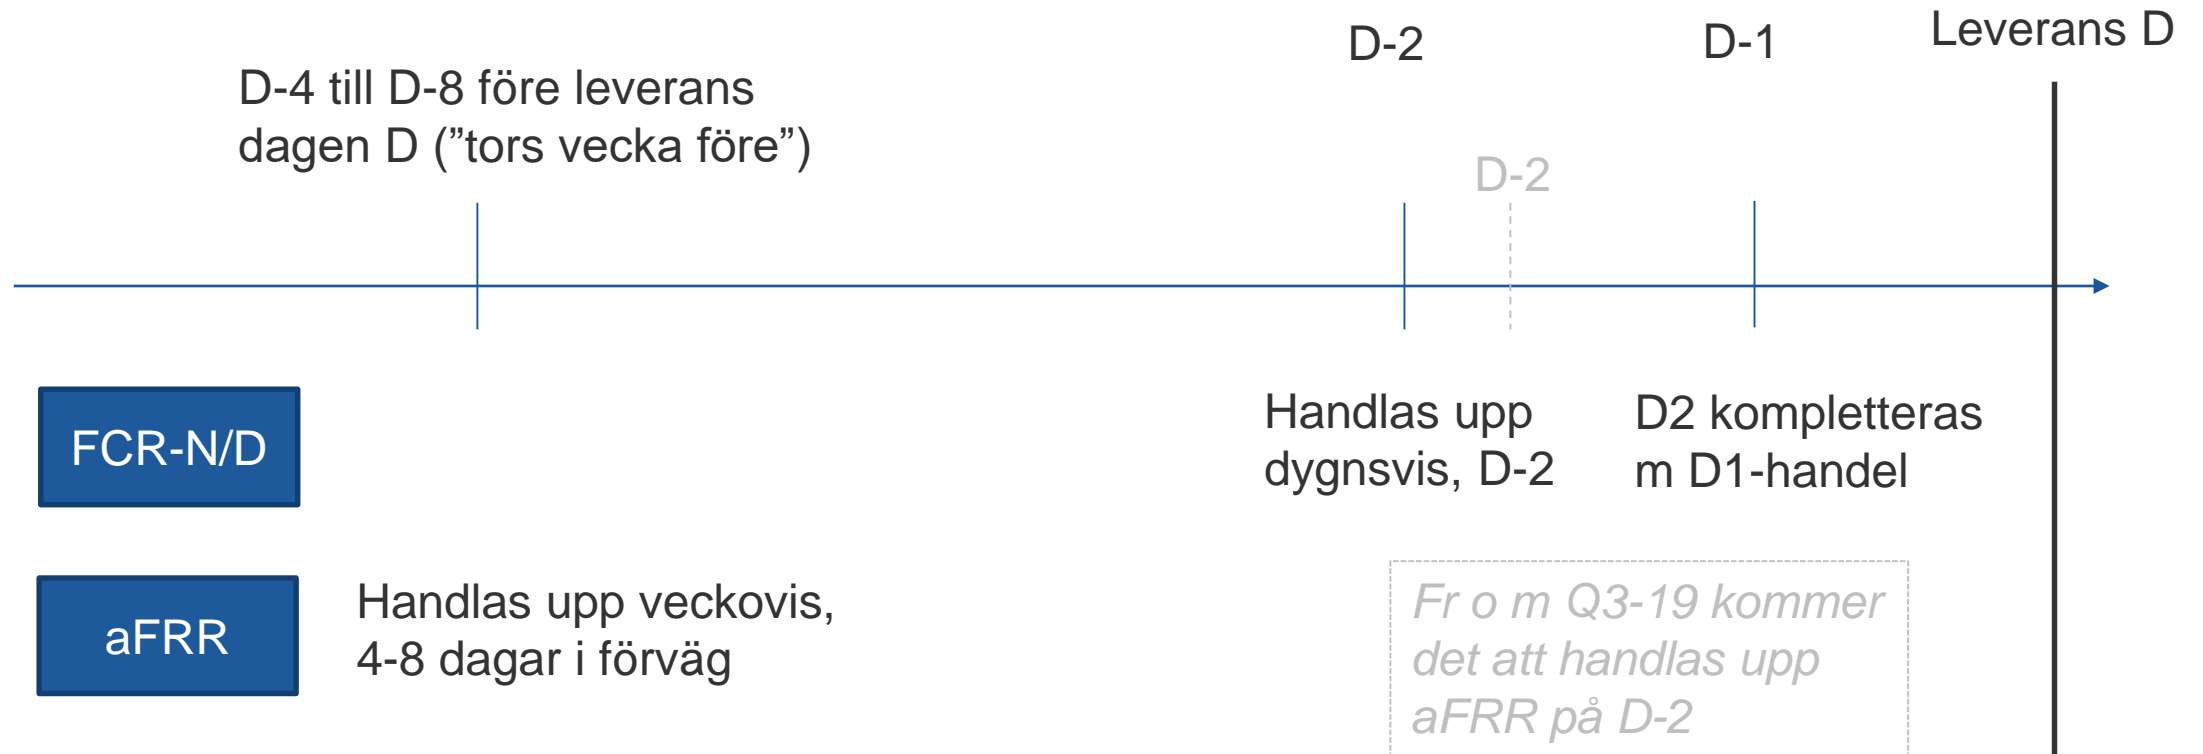 D-4 till D-8 före leverans
dagen D (”tors vecka före”)
D-2
D-1
Leverans D
D-2
FCR-N/D
Handlas upp
dygnsvis, D-2
D2 kompletteras
m D1-handel
aFRR
Handlas upp veckovis,
4-8 dagar i förväg
Fr o m Q3-19 kommer
det att handlas upp
aFRR på D-2